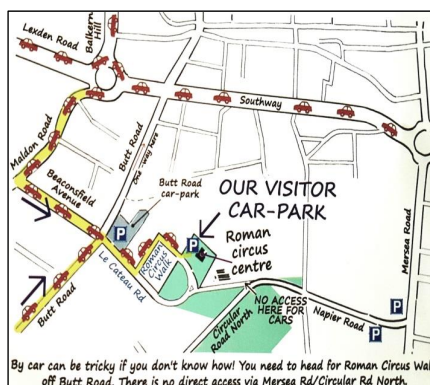 Lexden Road
Balkern
Hill
Southway
Maldon Road
Butt Road
One way here
Beaconsfield
Avenue
Butt Road
car-park
OUR VISITOR
CAR-PARK
P
P
Roman
circus
centre
Roman
Circus
Walk
Le Cateau Rd
Butt Road
NO ACCESS
HERE FOR
CARS
Circular
Road North
Napier Road
Mersea Road
P
P
By car can be tricky if you don't know how! You need to head for Roman Circus Wal
off Butt Road. There is no direct access via Mersea Rd/Circular Rd North.